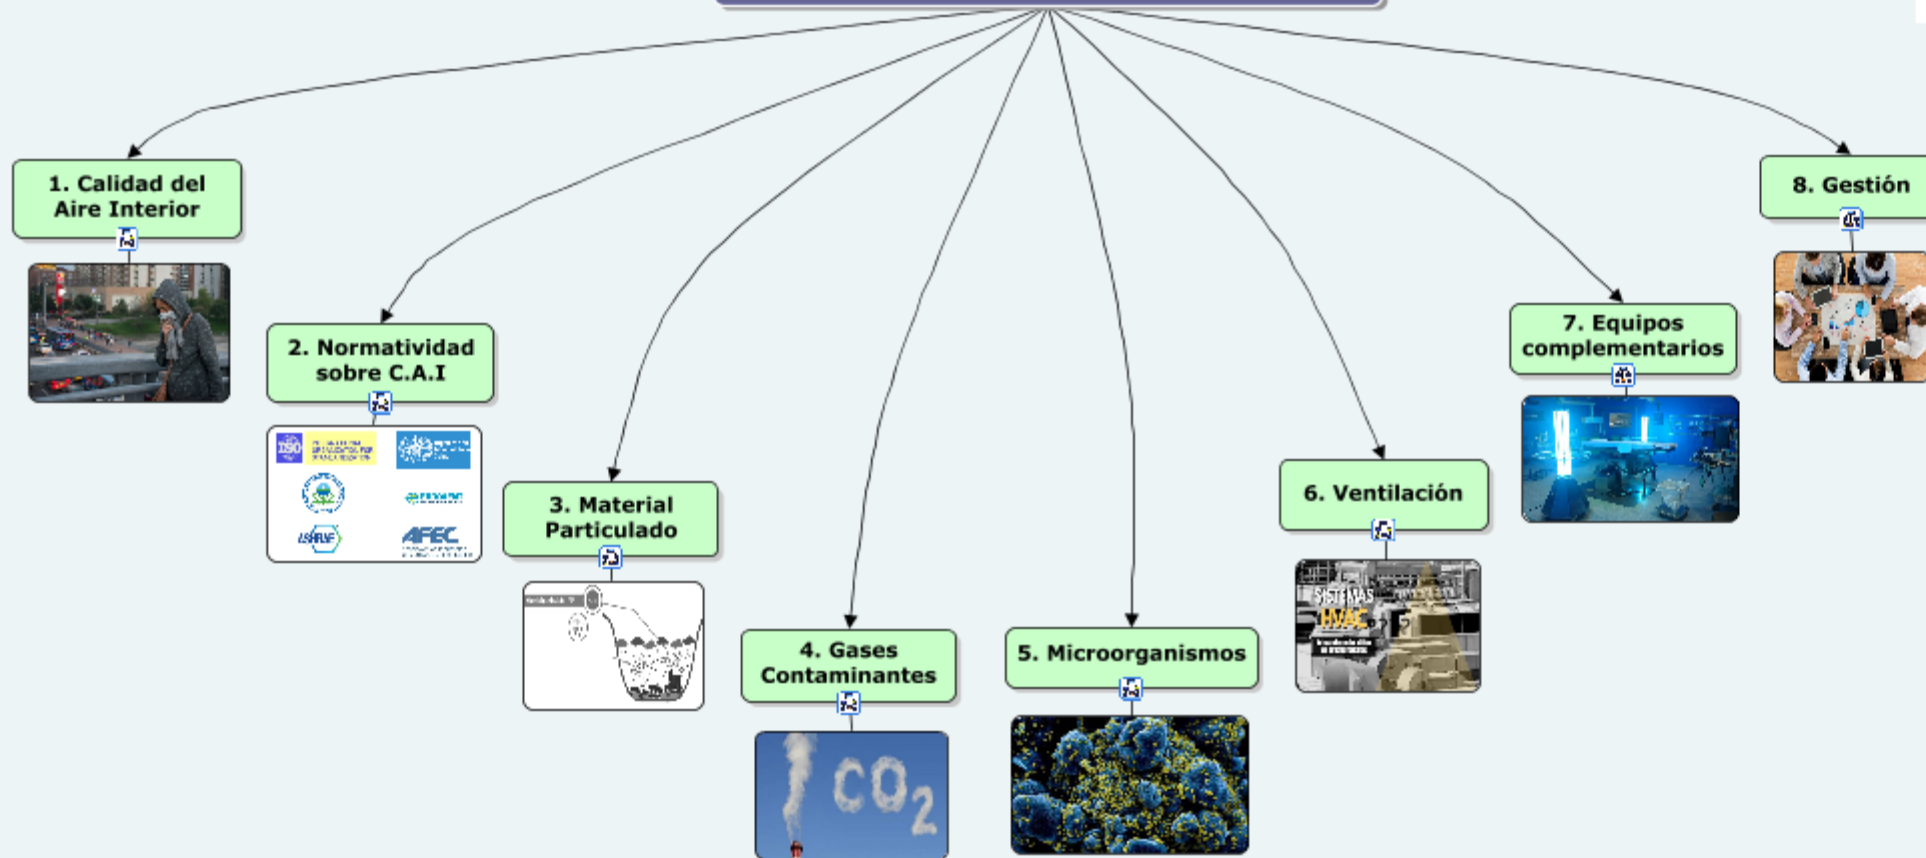 1. Calidad del
Aire Interior
2. Normatividad
sobre C.A.I
ISO
AFEC
3. Material
Particulado
4. Gases
Contaminantes
CO2
5. Microorganismos
6. Ventilación
SISTEMAS
HVAC
7. Equipos
complementarios
8. Gestión